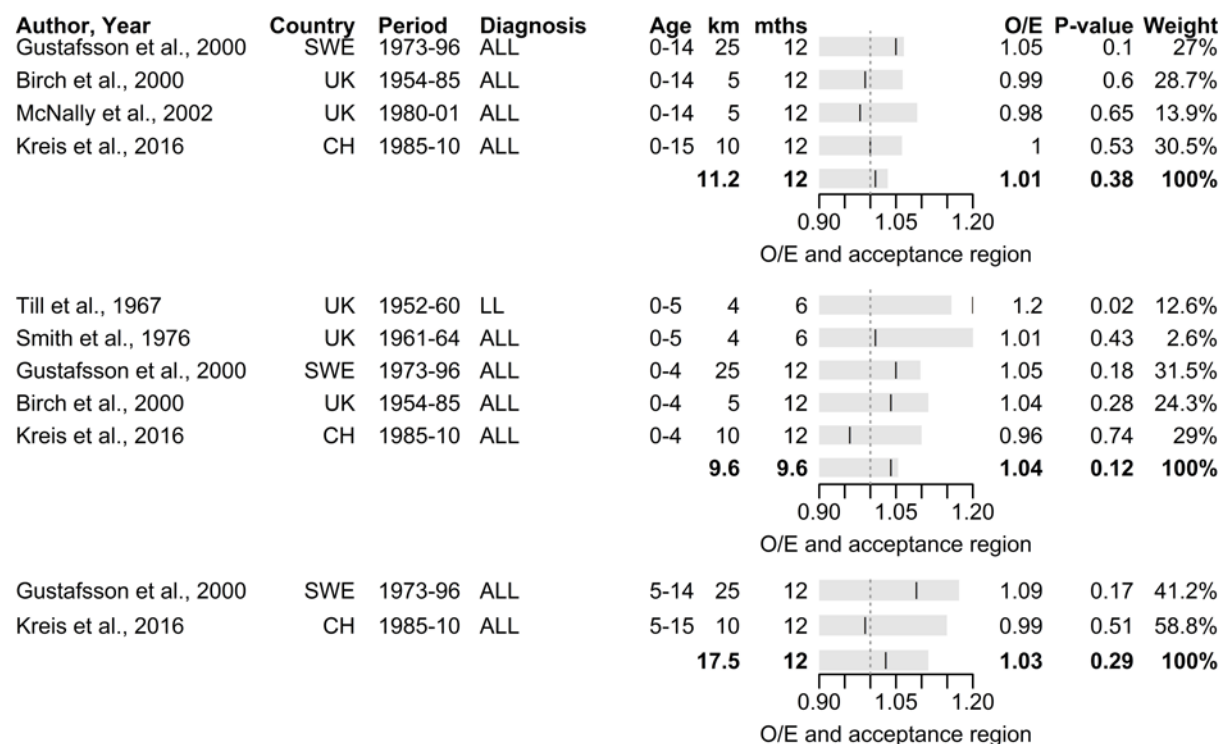 Author, Year Country Period Diagnosis Age km mths O/E P-value Weight
Gustafsson et al., 2000 SWE 1973-96 ALL 0-14 25 12 1.05 0.1 27%
Birch et al., 2000 UK 1954-85 ALL 0-14 5 12 0.99 0.6 28.7%
McNally et al., 2002 UK 1980-01 ALL 0-14 5 12 0.98 0.65 13.9%
Kreis et al., 2016 CH 1985-10 ALL 0-15 10 12 1 0.53 30.5%
11.2 12 1.01 0.38 100%
0.90 1.05 1.20
O/E and acceptance region
Till et al., 1967 UK 1952-60 LL 0-5 4 6 1.2 0.02 12.6%
Smith et al., 1976 UK 1961-64 ALL 0-5 4 6 1.01 0.43 2.6%
Gustafsson et al., 2000 SWE 1973-96 ALL 0-4 25 12 1.05 0.18 31.5%
Birch et al., 2000 UK 1954-85 ALL 0-4 5 12 1.04 0.28 24.3%
Kreis et al., 2016 CH 1985-10 ALL 0-4 10 12 0.96 0.74 29%
9.6 9.6 1.04 0.12 100%
0.90 1.05 1.20
O/E and acceptance region
Gustafsson et al., 2000 SWE 1973-96 ALL 5-14 25 12 1.09 0.17 41.2%
Kreis et al., 2016 CH 1985-10 ALL 5-15 10 12 0.99 0.51 58.8%
17.5 12 1.03 0.29 100%
0.90 1.05 1.20
O/E and acceptance region